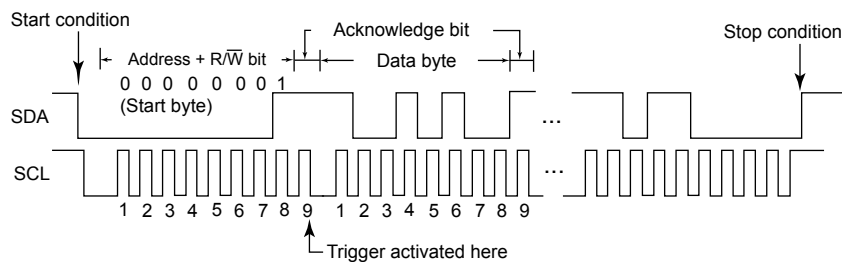 Start condition
Acknowledge bit
Stop condition
Address + R/W̅ bit
Data byte
0 0 0 0 0 0 0 1
(Start byte)
SDA
...
SCL
...
1 2 3 4 5 6 7 8 9 1 2 3 4 5 6 7 8 9
Trigger activated here